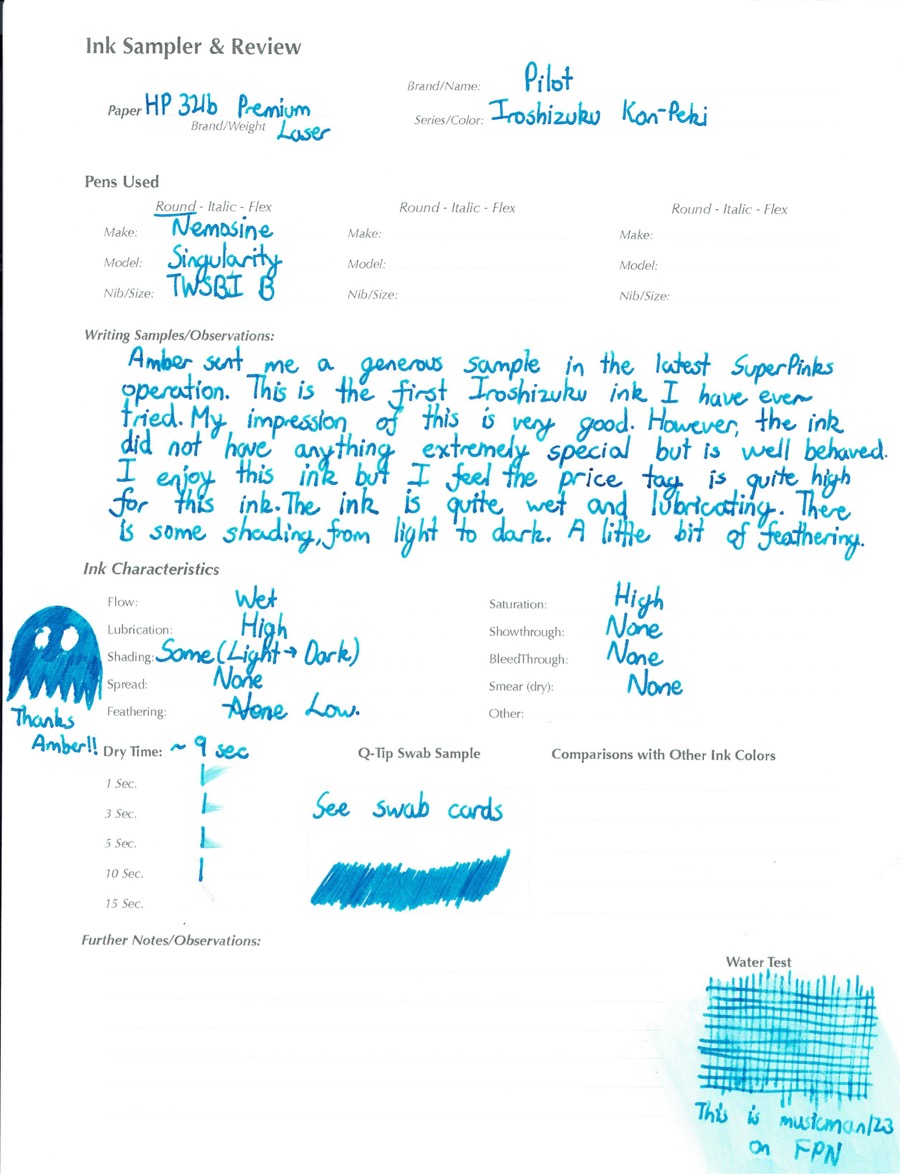 Ink Sampler & Review
Brand/Name: Pilot
Paper HP 32lb Premium
Brand/Weight Laser
Series/Color: Iroshizuku Kon-Peki
Pens Used
Round - Italic - Flex
Round - Italic - Flex
Round - Italic - Flex
Make: Nemosine
Make:
Make:
Model: Singularity
Model:
Model:
Nib/Size: TWSBI B
Nib/Size:
Nib/Size:
Writing Samples/Observations:
Amber sent me a generous sample in the latest SuperPinks
operation. This is the first Iroshizuku ink I have ever
tried. My impression of this is very good. However, the ink
did not have anything extremely special but is well behaved.
I enjoy this ink but I feel the price tag is quite high
for this ink. The ink is quite wet and lubricating. There
is some shading, from light to dark. A little bit of feathering.
Ink Characteristics
Flow: Wet
Saturation: High
Lubrication: High
Showthrough: None
Shading: Some (Light → Dark)
BleedThrough: None
Spread: None
Smear (dry): None
Feathering: None Low.
Other:
Thanks
Amber!!
Dry Time: ~ 9 sec
1 Sec.
3 Sec.
5 Sec.
10 Sec.
15 Sec.
Q-Tip Swab Sample
See swab cards
Comparisons with Other Ink Colors
Further Notes/Observations:
Water Test
This is musicman123
on FPN